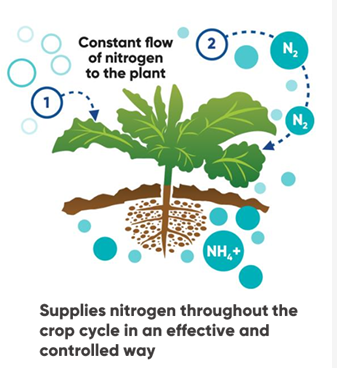 Constant flow
of nitrogen
to the plant
1
2
N₂
N₂
NH₄+
Supplies nitrogen throughout the
crop cycle in an effective and
controlled way